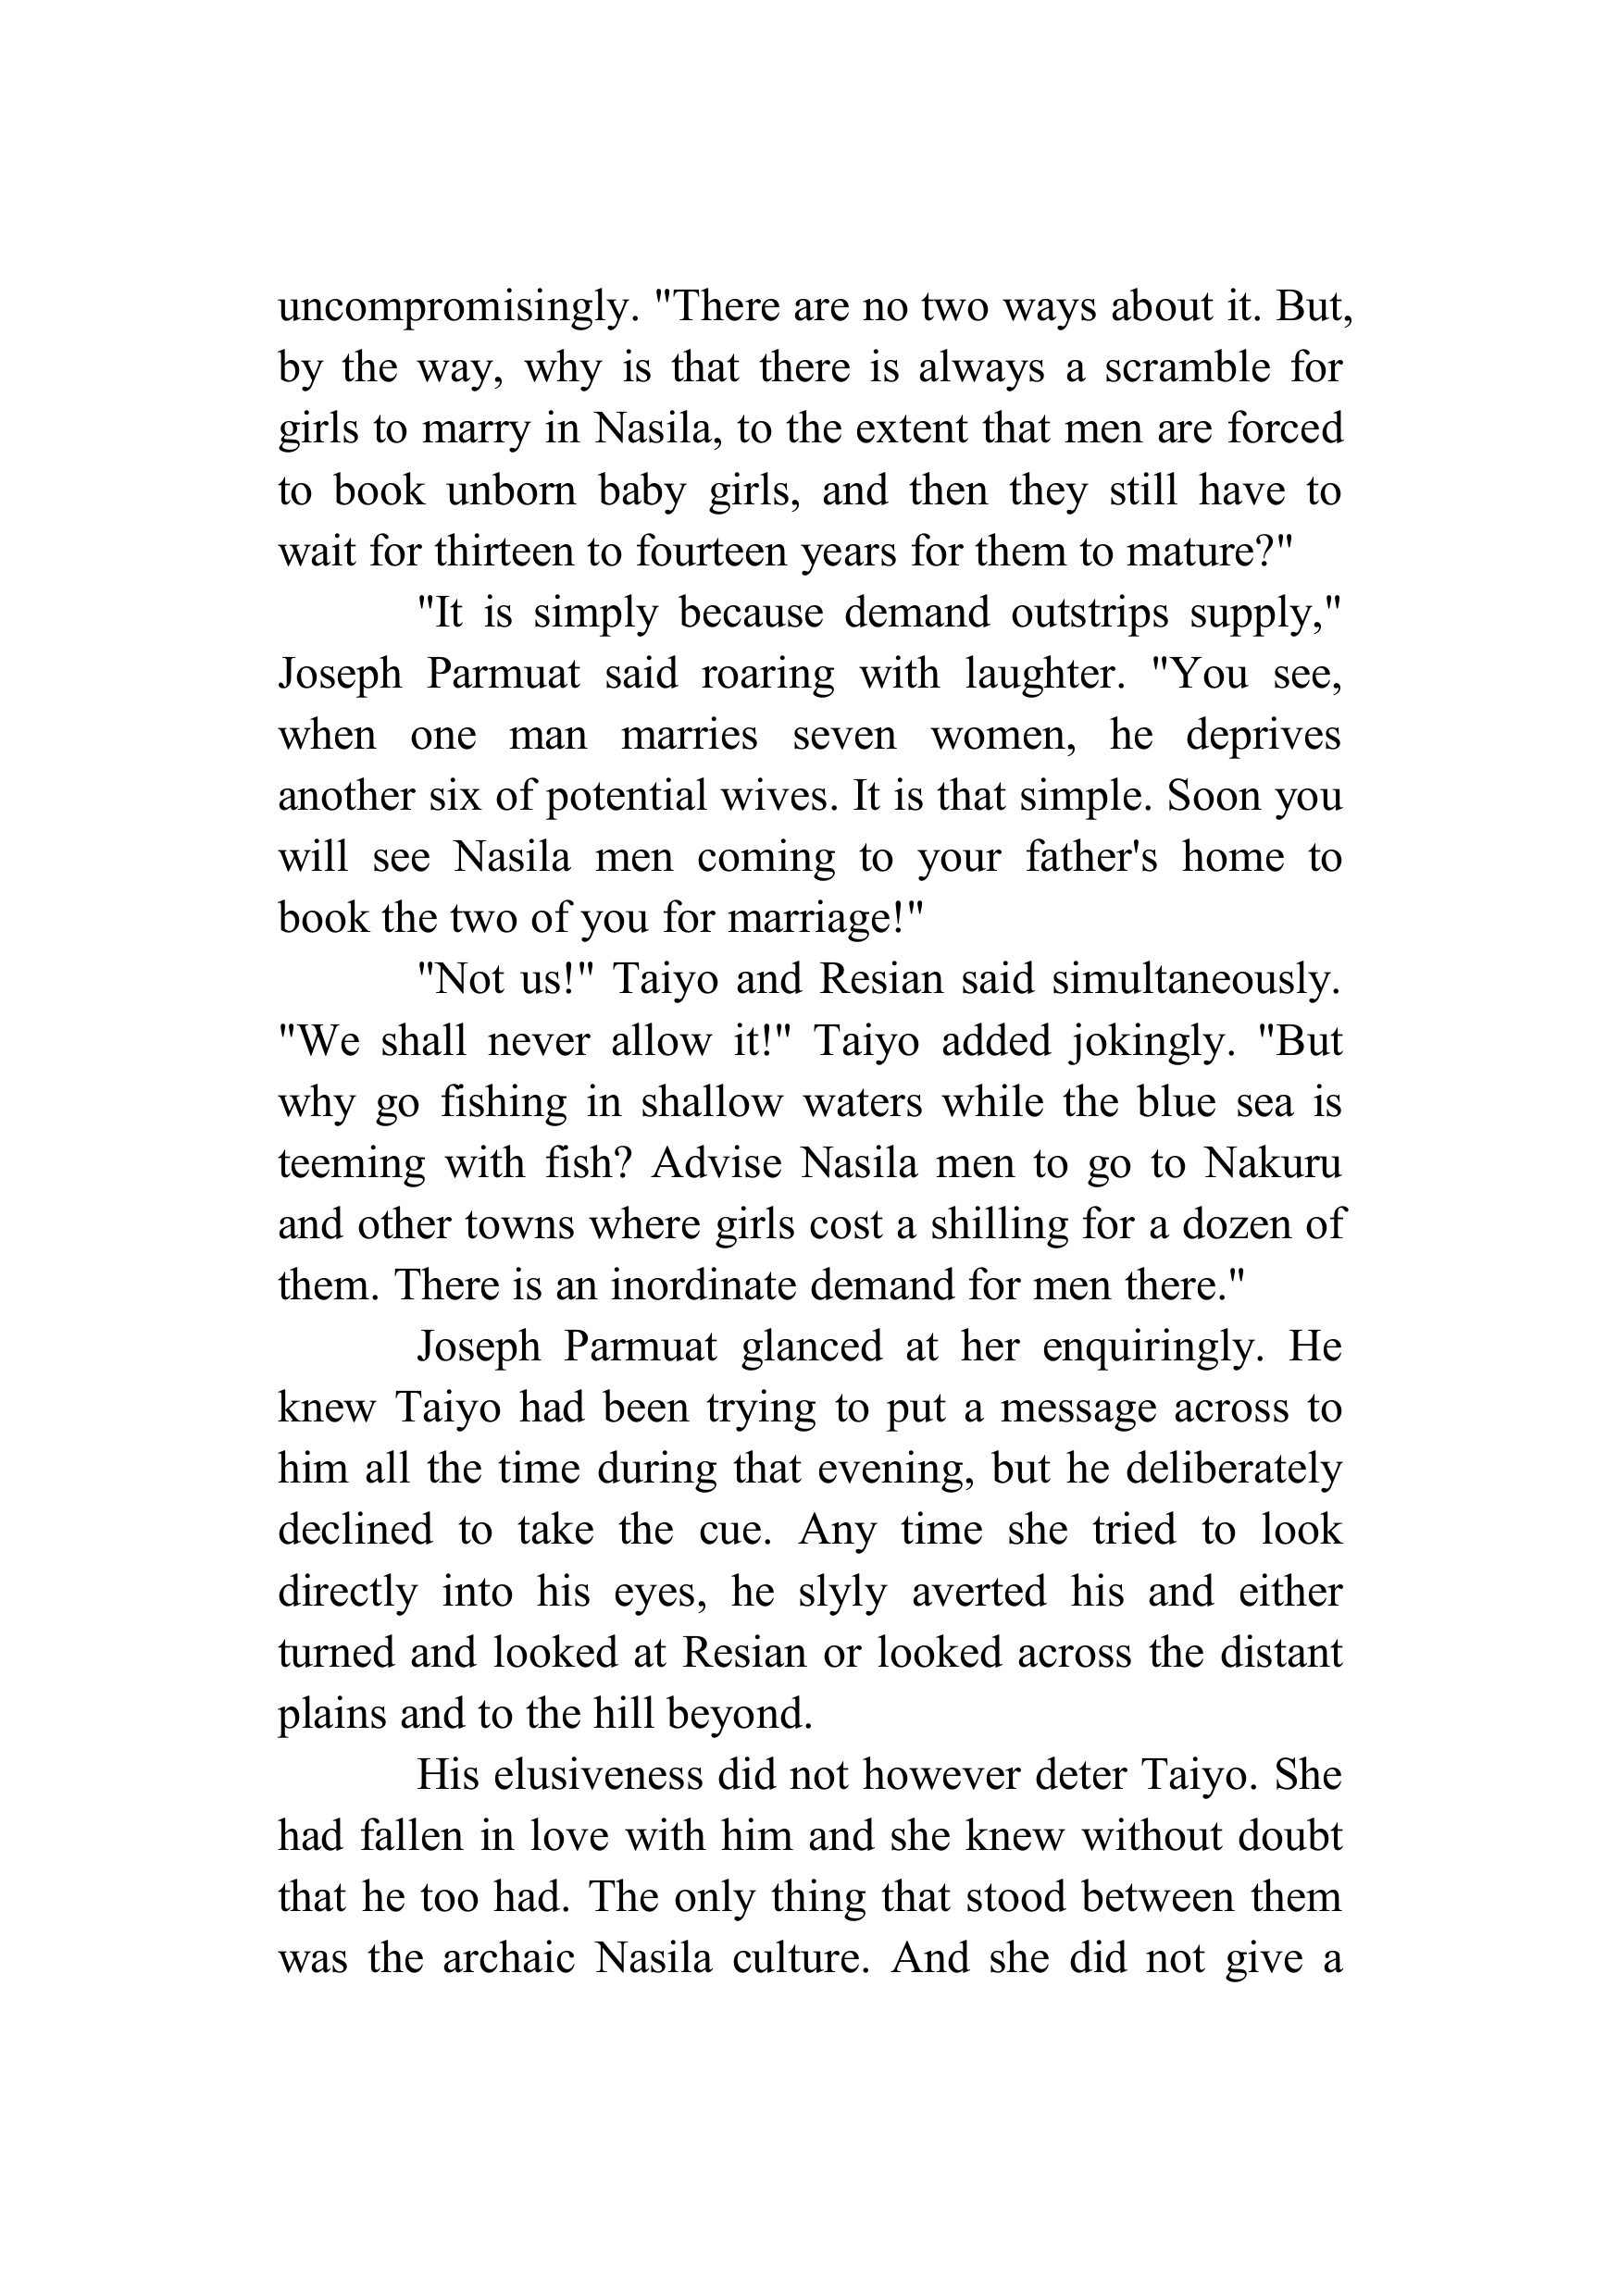 uncompromisingly. "There are no two ways about it. But,
by the way, why is that there is always a scramble for
girls to marry in Nasila, to the extent that men are forced
to book unborn baby girls, and then they still have to
wait for thirteen to fourteen years for them to mature?"
"It is simply because demand outstrips supply,"
Joseph Parmuat said roaring with laughter. "You see,
when one man marries seven women, he deprives
another six of potential wives. It is that simple. Soon you
will see Nasila men coming to your father's home to
book the two of you for marriage!"
"Not us!" Taiyo and Resian said simultaneously.
"We shall never allow it!" Taiyo added jokingly. "But
why go fishing in shallow waters while the blue sea is
teeming with fish? Advise Nasila men to go to Nakuru
and other towns where girls cost a shilling for a dozen of
them. There is an inordinate demand for men there."
Joseph Parmuat glanced at her enquiringly. He
knew Taiyo had been trying to put a message across to
him all the time during that evening, but he deliberately
declined to take the cue. Any time she tried to look
directly into his eyes, he slyly averted his and either
turned and looked at Resian or looked across the distant
plains and to the hill beyond.
His elusiveness did not however deter Taiyo. She
had fallen in love with him and she knew without doubt
that he too had. The only thing that stood between them
was the archaic Nasila culture. And she did not give a